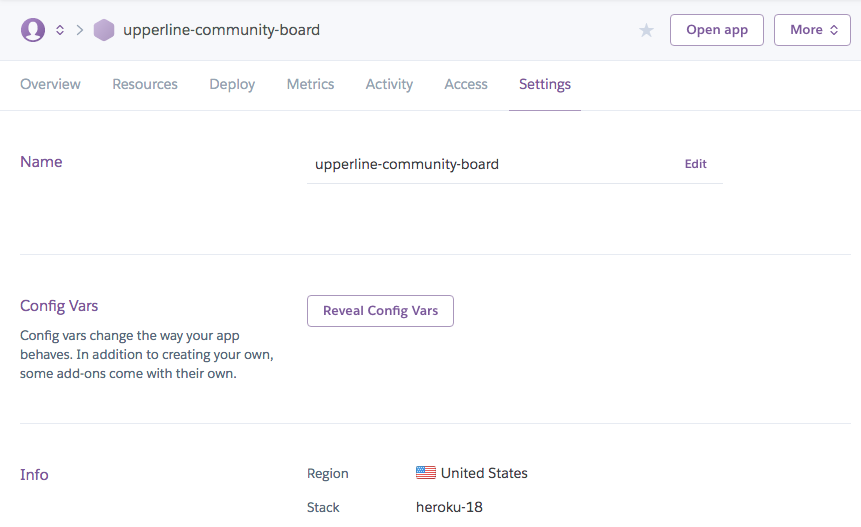 upperline-community-board
Open app
More
Overview Resources Deploy Metrics Activity Access Settings
Name
upperline-community-board
Edit
Config Vars
Reveal Config Vars
Config vars change the way your app
behaves. In addition to creating your own,
some add-ons come with their own.
Info
Region
United States
Stack
heroku-18